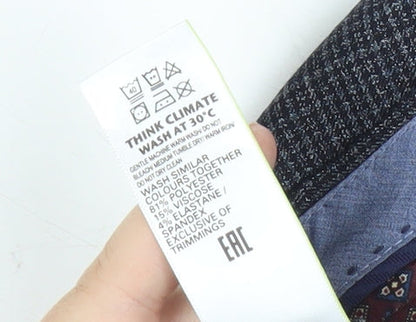 40
THINK CLIMATE
WASH AT 30°C
GENTLE MACHINE WARM WASH DO NOT
BLEACH MEDIUM TUMBLE DRY WARM IRON
DO NOT DRY CLEAN
WASH SIMILAR
COLOURS TOGETHER
81% POLYESTER
15% VISCOSE
4% ELASTANE /
SPANDEX
EXCLUSIVE OF
TRIMMINGS
EAC